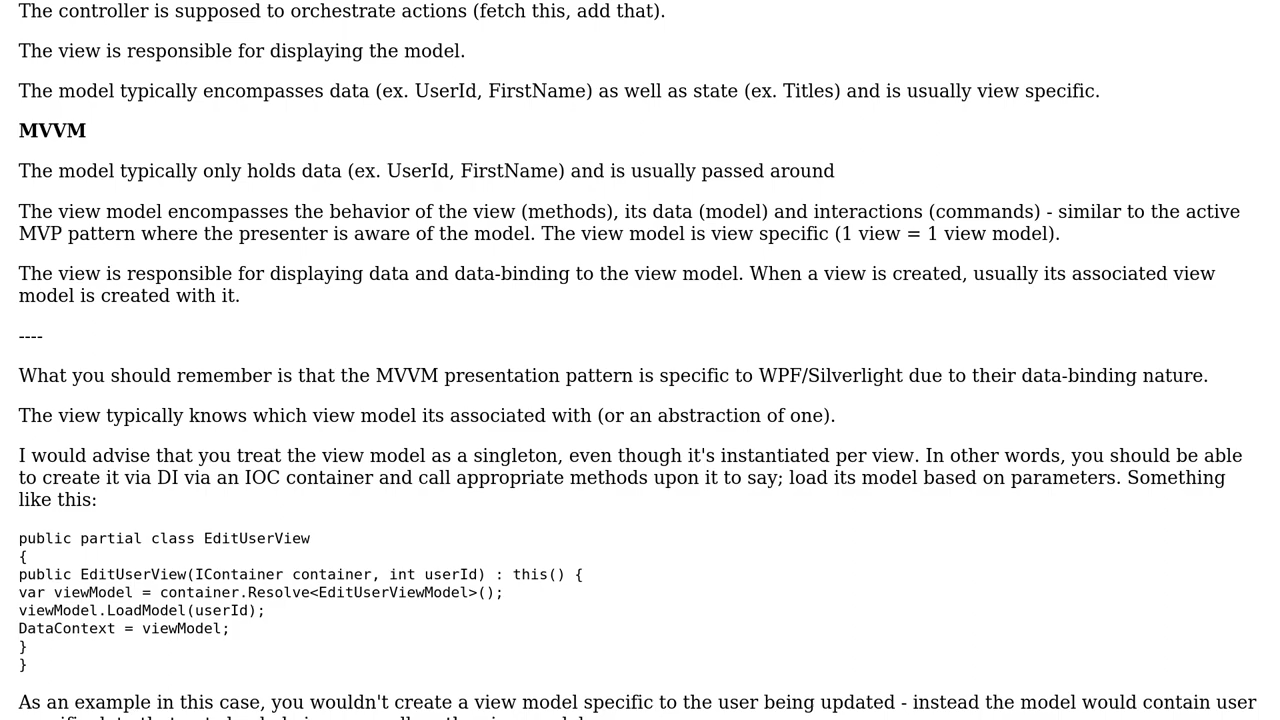 The controller is supposed to orchestrate actions (fetch this, add that).
The view is responsible for displaying the model.
The model typically encompasses data (ex. UserId, FirstName) as well as state (ex. Titles) and is usually view specific.
MVVM
The model typically only holds data (ex. UserId, FirstName) and is usually passed around
The view model encompasses the behavior of the view (methods), its data (model) and interactions (commands) - similar to the active
MVP pattern where the presenter is aware of the model. The view model is view specific (1 view = 1 view model).
The view is responsible for displaying data and data-binding to the view model. When a view is created, usually its associated view
model is created with it.
----
What you should remember is that the MVVM presentation pattern is specific to WPF/Silverlight due to their data-binding nature.
The view typically knows which view model its associated with (or an abstraction of one).
I would advise that you treat the view model as a singleton, even though it's instantiated per view. In other words, you should be able
to create it via DI via an IOC container and call appropriate methods upon it to say; load its model based on parameters. Something
like this:
public partial class EditUserView
{
public EditUserView(IContainer container, int userId) : this() {
var viewModel = container.Resolve<EditUserViewModel>();
viewModel.LoadModel(userId);
DataContext = viewModel;
}
}
As an example in this case, you wouldn't create a view model specific to the user being updated - instead the model would contain user